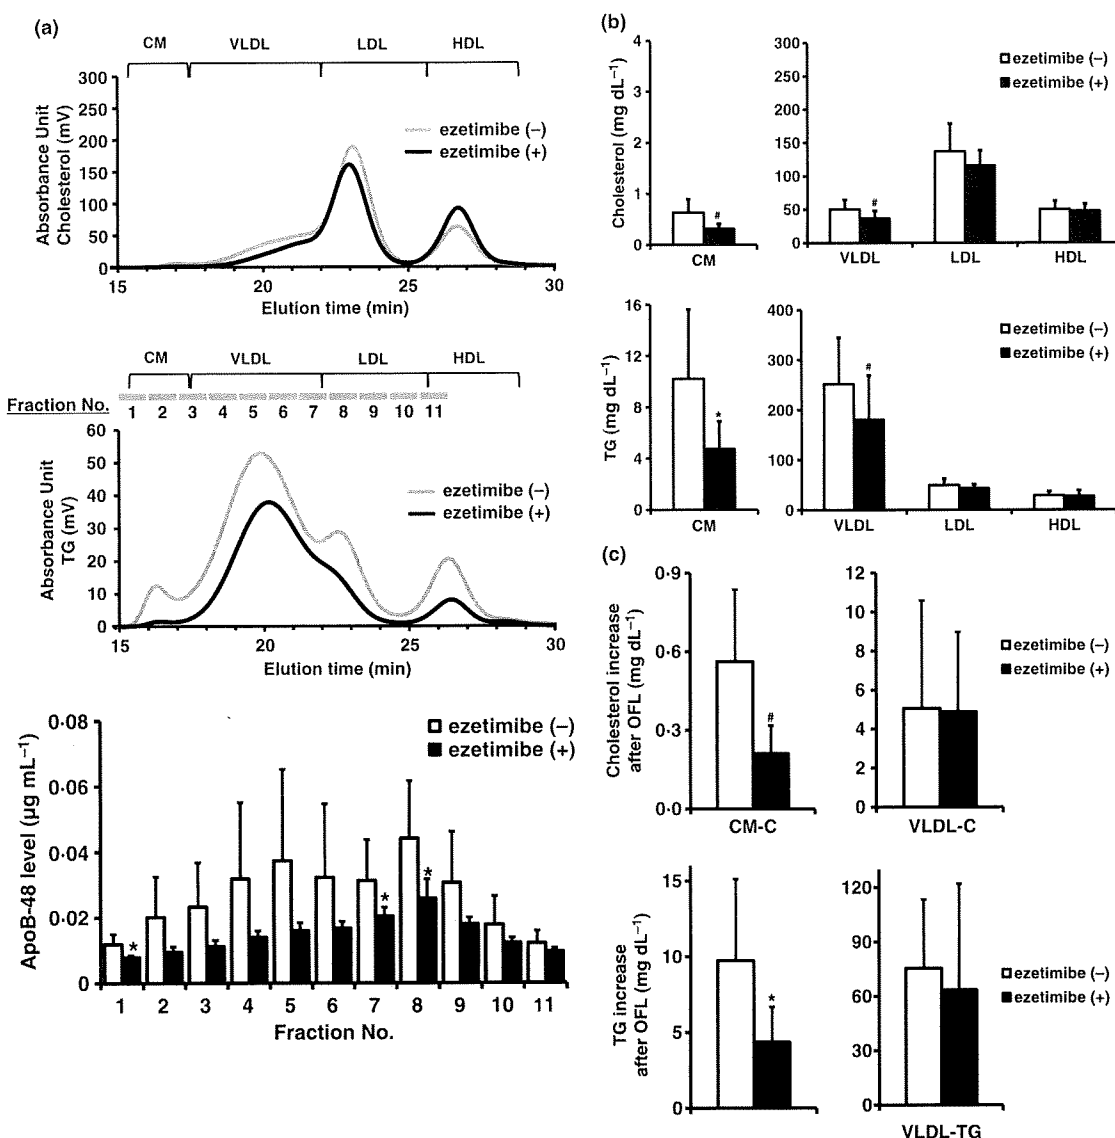 (a)
CM VLDL LDL HDL
300
250
200
150
100
50
0
Absorbance Unit
Cholesterol (mV)
ezetimibe (–)
ezetimibe (+)
15 20 25 30
Elution time (min)
CM VLDL LDL HDL
Fraction No. 1 2 3 4 5 6 7 8 9 10 11
60
50
40
30
20
10
0
Absorbance Unit
TG (mV)
ezetimibe (–)
ezetimibe (+)
15 20 25 30
Elution time (min)
0·08
0·06
0·04
0·02
0
ApoB-48 level (µg mL–1)
ezetimibe (–)
ezetimibe (+)
*
*
*
1 2 3 4 5 6 7 8 9 10 11
Fraction No.
(b)
4
3
2
1
0
Cholesterol (mg dL–1)
#
CM
300
250
200
150
100
50
0
ezetimibe (–)
ezetimibe (+)
#
VLDL LDL HDL
16
12
8
4
0
TG (mg dL–1)
*
CM
400
300
200
100
0
ezetimibe (–)
ezetimibe (+)
#
VLDL LDL HDL
(c)
0·9
0·6
0·3
0·0
Cholesterol increase
after OFL (mg dL–1)
#
CM-C
12
10
8
6
4
2
0
ezetimibe (–)
ezetimibe (+)
VLDL-C
15
10
5
0
TG increase
after OFL (mg dL–1)
*
120
90
60
30
0
ezetimibe (–)
ezetimibe (+)
VLDL-TG